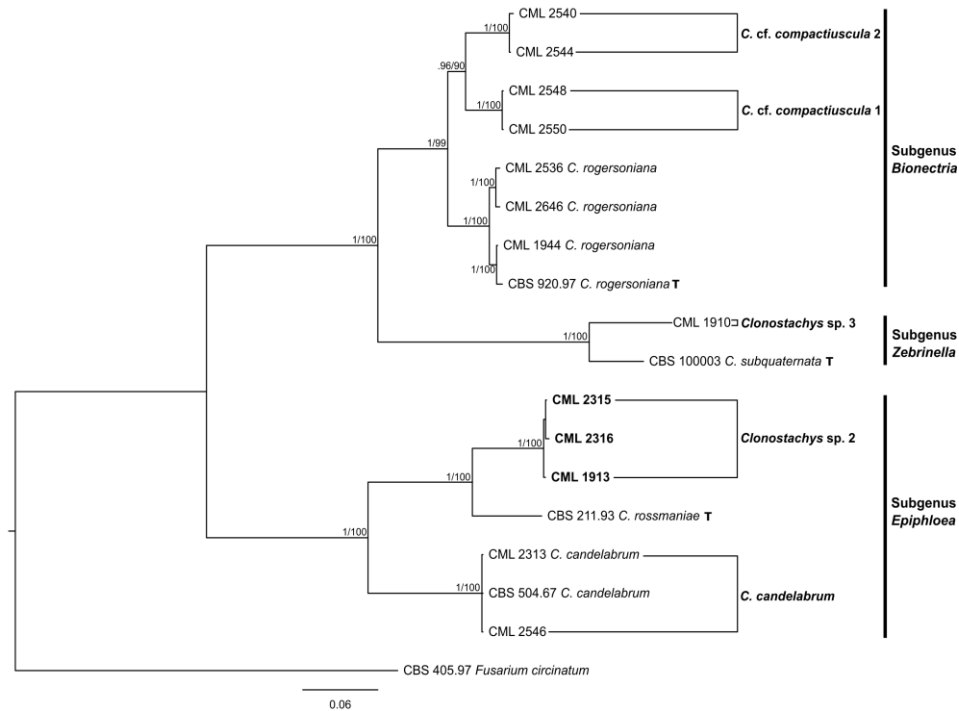 CML 2540
1/100
C. cf. compactiuscula 2
CML 2544
.96/90
CML 2548
1/100
C. cf. compactiuscula 1
CML 2550
Subgenus
Bionectria
1/99
CML 2536 C. rogersoniana
1/100
CML 2646 C. rogersoniana
1/100
CML 1944 C. rogersoniana
1/100
1/100
CBS 920.97 C. rogersoniana T
CML 1910
Clonostachys sp. 3
1/100
Subgenus
Zebrinella
CBS 100003 C. subquaternata T
CML 2315
1/100
CML 2316
Clonostachys sp. 2
CML 1913
1/100
CBS 211.93 C. rossmaniae T
Subgenus
Epiphloea
1/100
CML 2313 C. candelabrum
1/100
CBS 504.67 C. candelabrum
C. candelabrum
CML 2546
CBS 405.97 Fusarium circinatum
0.06